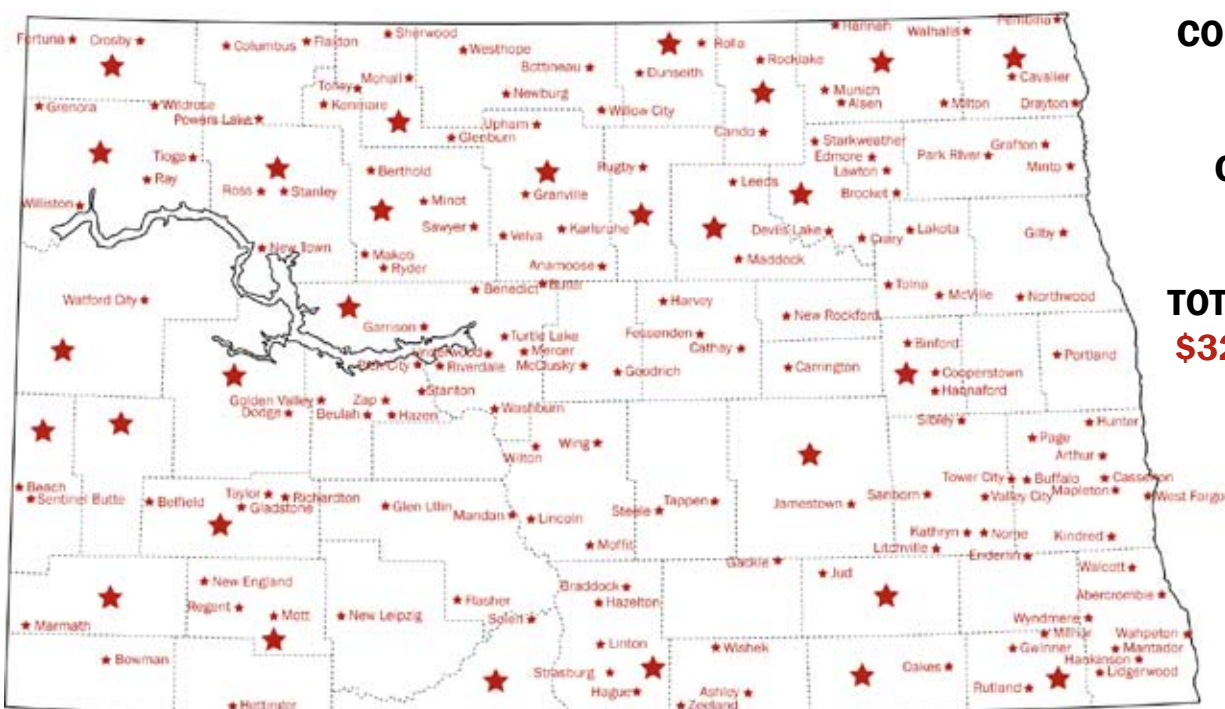 Fortuna
Crosby
Columbus
Flaxton
Sherwood
Westhope
Bottineau
Rolla
Dunseith
Rocklake
Hannah
Walhalla
Pembina
Cavalier
Mohall
Tolley
Kenmare
Newburg
Willow City
Munich
Alsen
Milton
Drayton
Grenora
Wildrose
Powers Lake
Upham
Glenburn
Cando
Starkweather
Edmore
Lawton
Park River
Grafton
Minto
Tioga
Ray
Ross
Stanley
Berthold
Minot
Granville
Rugby
Leeds
Brocket
Williston
New Town
Sawyer
Velva
Karlsruhe
Devils Lake
Crary
Lakota
Gilby
Makoti
Ryder
Anamoose
Maddock
Watford City
Benedict
Butte
Harvey
Tolna
McVille
Northwood
Garrison
Turtle Lake
Fessenden
New Rockford
Binford
Underwood
Mercer
Cathay
Portland
Riverdale
McClusky
Goodrich
Carrington
Cooperstown
Hannaford
Golden Valley
Zap
Stanton
Dodge
Beulah
Hazen
Washburn
Sibley
Hunter
Wilton
Wing
Page
Arthur
Beach
Sentinel Butte
Belfield
Taylor
Richardton
Gladstone
Glen Ullin
Mandan
Lincoln
Steele
Tappen
Jamestown
Sanborn
Tower City
Buffalo
Casselton
Valley City
Mapleton
West Fargo
Moffit
Kathryn
Nome
Kindred
Litchville
Enderlin
New England
Braddock
Gackle
Jud
Walcott
Regent
Mott
New Leipzig
Flasher
Solen
Hazelton
Abercrombie
Marmath
Linton
Wishek
Wyndmere
Milnor
Wahpeton
Bowman
Strasburg
Oakes
Gwinner
Mantador
Hankinson
Hettinger
Hague
Ashley
Zeeland
Rutland
Lidgerwood
CO
C
TOT
$32